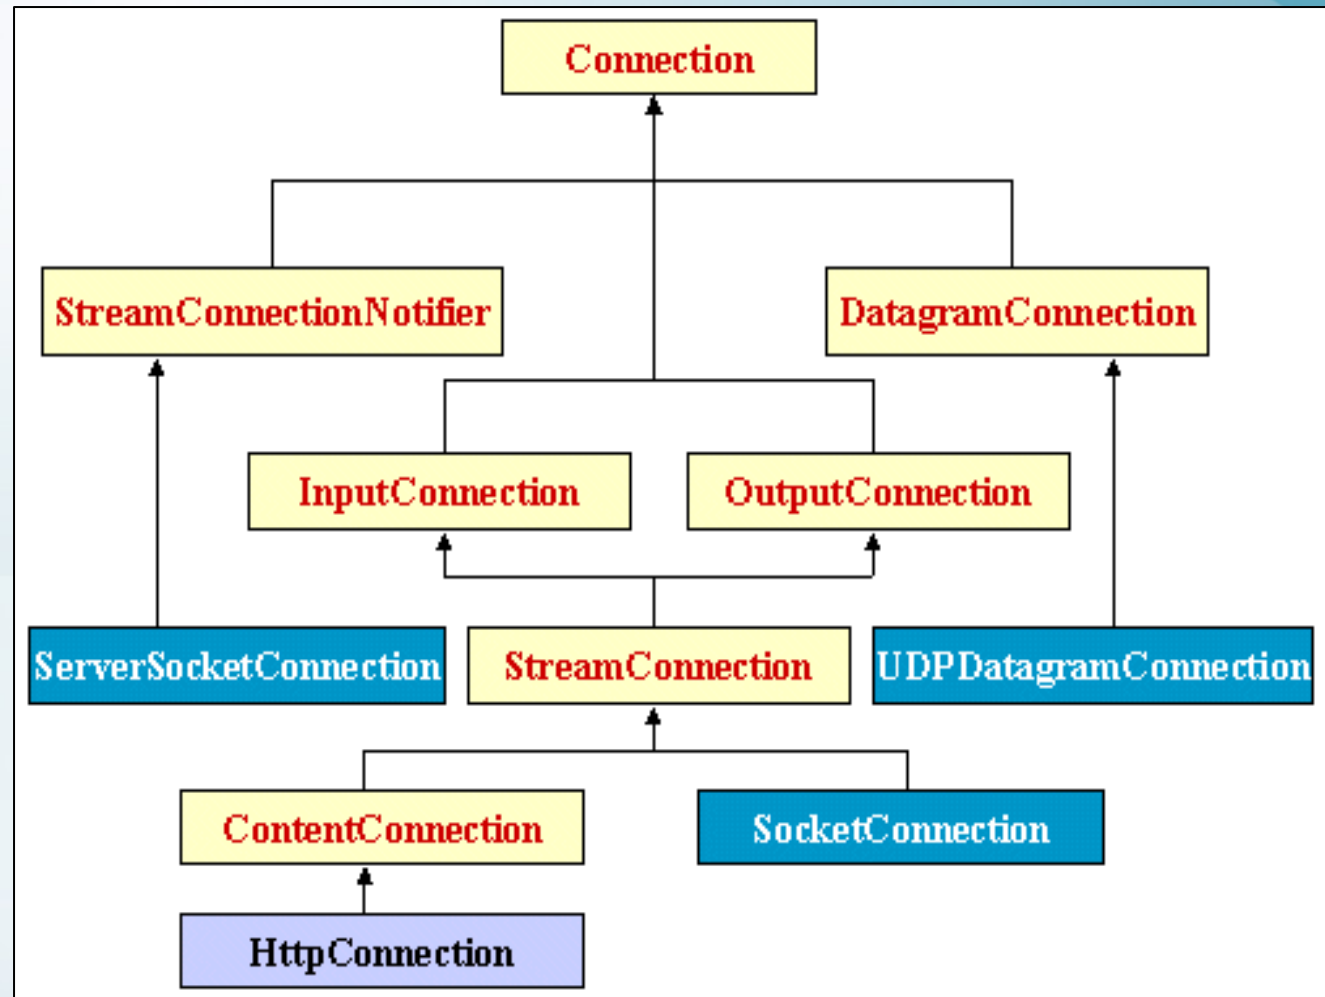 Connection
StreamConnectionNotifier
DatagramConnection
InputConnection
OutputConnection
ServerSocketConnection
StreamConnection
UDPDatagramConnection
ContentConnection
SocketConnection
HttpConnection